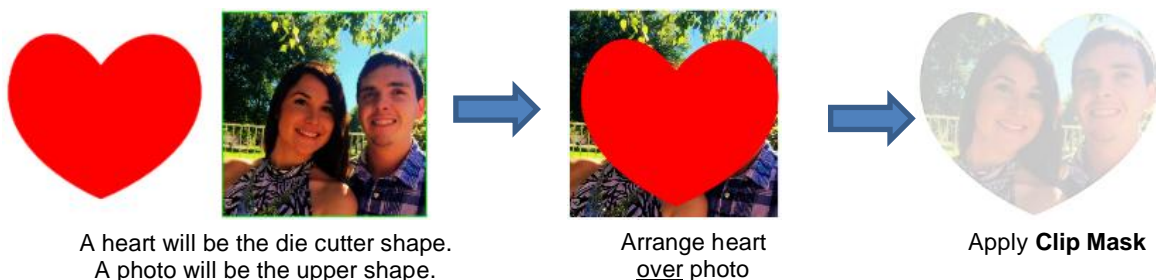 A heart will be the die cutter shape.
A photo will be the upper shape.
Arrange heart
over photo
Apply Clip Mask